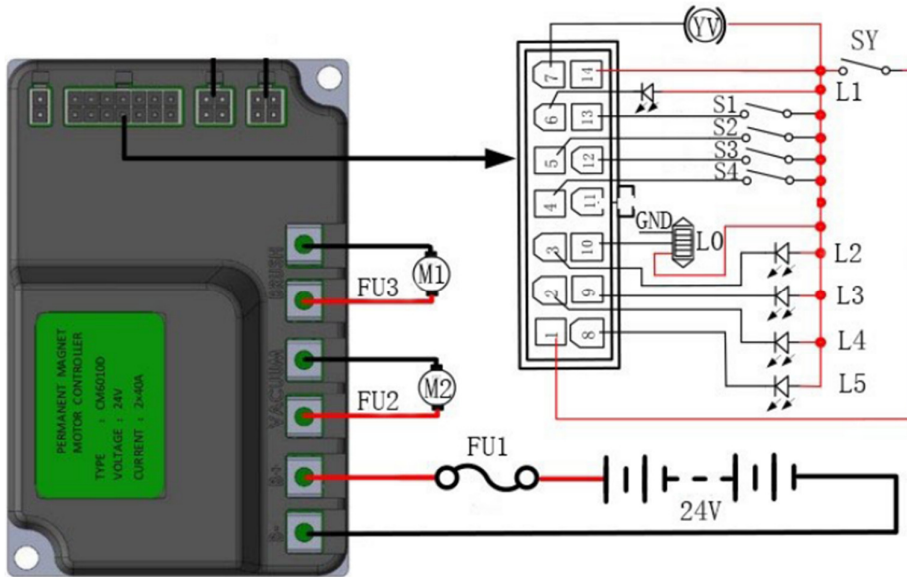 YV
SY
L1
7
14
6
13
S1
5
S2
12
S3
4
S4
11
GND
3
10
L0
L2
2
9
L3
1
8
L4
L5
BRUSH
FU3
M1
VACUUM
FU2
M2
B+
B-
FU1
24V
PERMANENT MAGNET
MOTOR CONTROLLER
TYPE : CM6010D
VOLTAGE : 24V
CURRENT : 2×40A